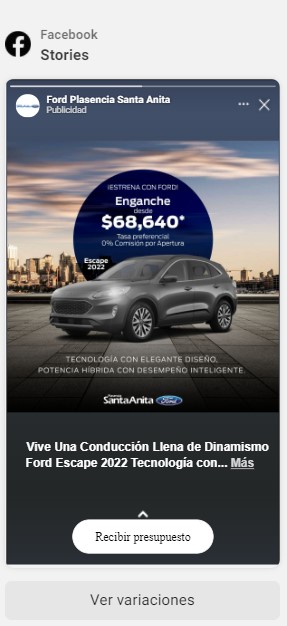 Facebook
Stories
Ford Plasencia Santa Anita
Publicidad
¡ESTRENA CON FORD!
Enganche
desde
$68,640*
Tasa preferencial
0% Comisión por Apertura
Escape
2022
TECNOLOGÍA CON ELEGANTE DISEÑO,
POTENCIA HÍBRIDA CON DESEMPEÑO INTELIGENTE.
SantaAnita Ford
Vive Una Conducción Llena de Dinamismo
Ford Escape 2022 Tecnología con... Más
Recibir presupuesto
Ver variaciones